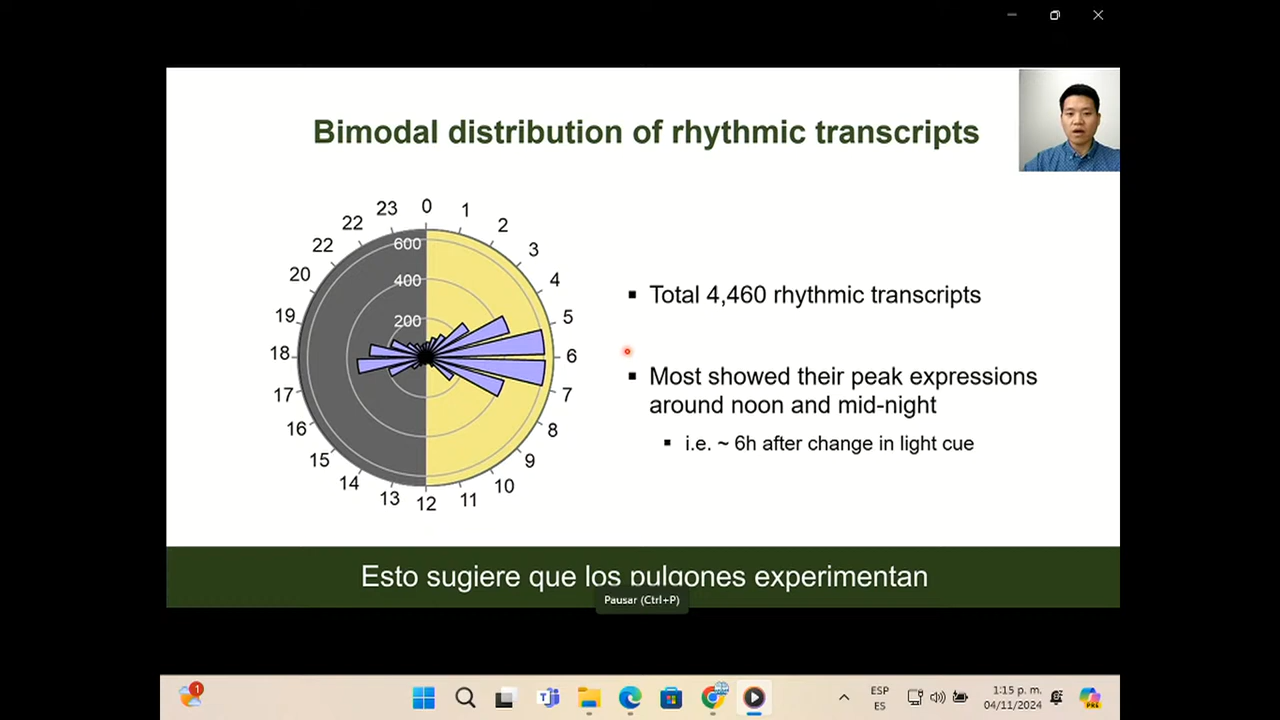 Bimodal distribution of rhythmic transcripts
0
1
2
3
4
5
6
7
8
9
10
11
12
13
14
15
16
17
18
19
20
22
22
23
600
400
200
▪ Total 4,460 rhythmic transcripts
▪ Most showed their peak expressions
around noon and mid-night
▪ i.e. ~ 6h after change in light cue
Esto sugiere que los pulgones experimentan
Pausar (Ctrl+P)
1
ESP
ES
1:15 p. m.
04/11/2024
PRE